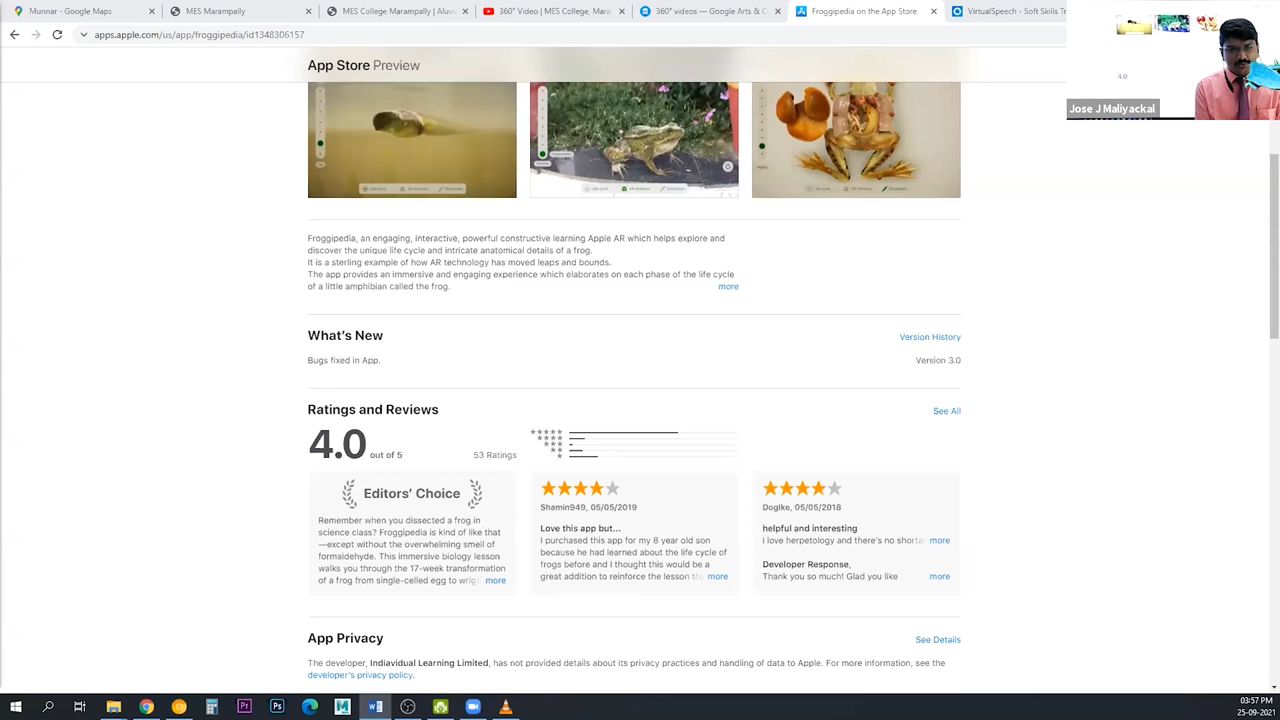 Munnar - Google Maps
MES Marampally
MES College Marampally | Aluv
360° Video | MES College, Mara
360° videos — Google Arts & C
Froggipedia on the App Store
VirtualSpeech - Soft Skills Tr
apps.apple.com/us/app/froggipedia/id1348306157
4.0
Jose J Maliyackal
App Store Preview
Froggipedia, an engaging, interactive, powerful constructive learning Apple AR which helps explore and
discover the unique life cycle and intricate anatomical details of a frog.
It is a sterling example of how AR technology has moved leaps and bounds.
The app provides an immersive and engaging experience which elaborates on each phase of the life cycle
of a little amphibian called the frog. more
What's New Version History
Bugs fixed in App. Version 3.0
Ratings and Reviews See All
4.0 out of 5 53 Ratings
Editors' Choice
Remember when you dissected a frog in
science class? Froggipedia is kind of like that
—except without the overwhelming smell of
formaldehyde. This immersive biology lesson
walks you through the 17-week transformation
of a frog from single-celled egg to wrigg more
Shamin949, 05/05/2019
Love this app but...
I purchased this app for my 8 year old son
because he had learned about the life cycle of
frogs before and I thought this would be a
great addition to reinforce the lesson tha more
Doglke, 05/05/2018
helpful and interesting
i love herpetology and there's no shorta more
Developer Response,
Thank you so much! Glad you like more
App Privacy See Details
The developer, Indiavidual Learning Limited, has not provided details about its privacy practices and handling of data to Apple. For more information, see the
developer's privacy policy.
03:57 PM
25-09-2021